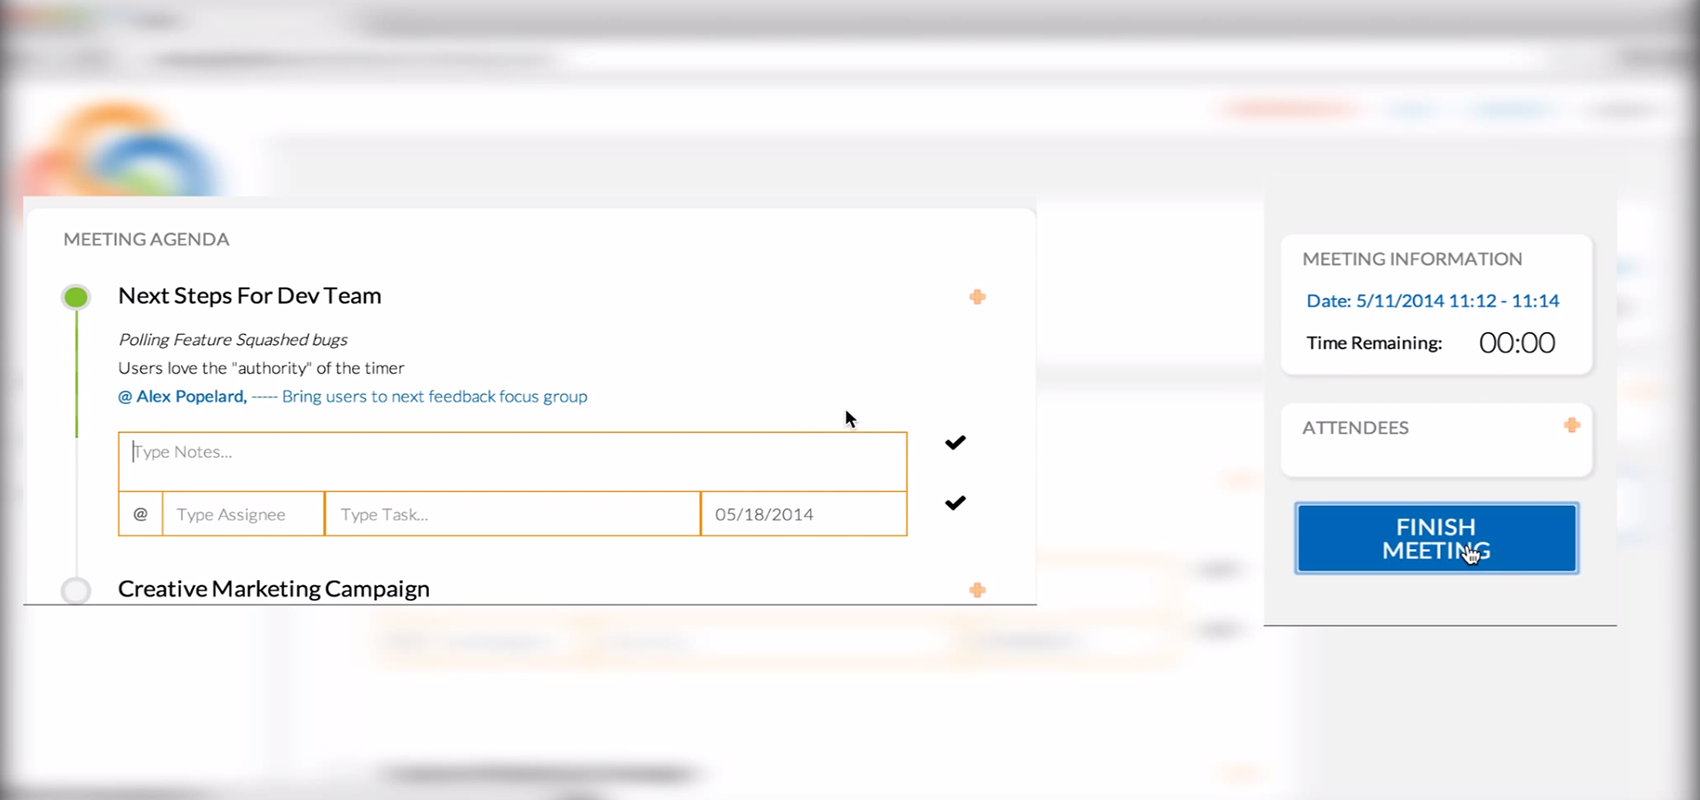 MEETING AGENDA
Next Steps For Dev Team
Polling Feature Squashed bugs
Users love the "authority" of the timer
@ Alex Popelard, ----- Bring users to next feedback focus group
Type Notes...
@ Type Assignee Type Task... 05/18/2014
Creative Marketing Campaign
MEETING INFORMATION
Date: 5/11/2014 11:12 - 11:14
Time Remaining: 00:00
ATTENDEES
FINISH
MEETING